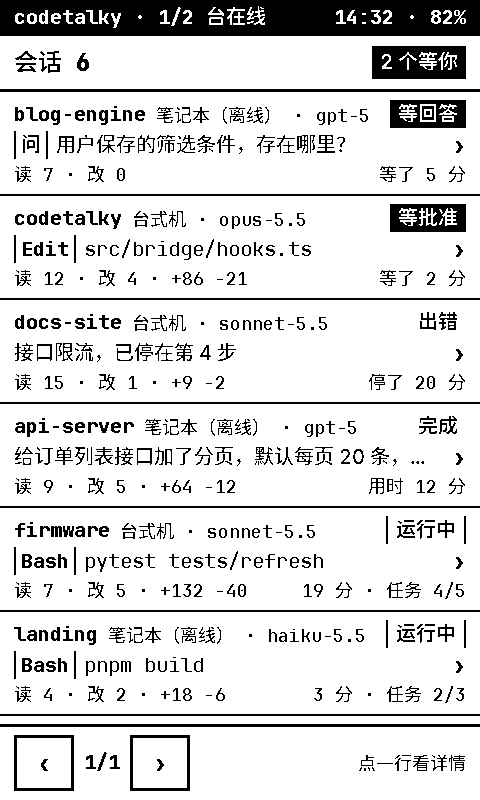 codetalky · 1/2 台在线 14:32 · 82%
会话 6 2 个等你
blog-engine 笔记本（离线） · gpt-5 等回答
问 用户保存的筛选条件，存在哪里？ ›
读 7 · 改 0 等了 5 分
codetalky 台式机 · opus-5.5 等批准
Edit src/bridge/hooks.ts ›
读 12 · 改 4 · +86 -21 等了 2 分
docs-site 台式机 · sonnet-5.5 出错
接口限流，已停在第 4 步 ›
读 15 · 改 1 · +9 -2 停了 20 分
api-server 笔记本（离线） · gpt-5 完成
给订单列表接口加了分页，默认每页 20 条，… ›
读 9 · 改 5 · +64 -12 用时 12 分
firmware 台式机 · sonnet-5.5 运行中
Bash pytest tests/refresh ›
读 7 · 改 5 · +132 -40 19 分 · 任务 4/5
landing 笔记本（离线） · haiku-5.5 运行中
Bash pnpm build ›
读 4 · 改 2 · +18 -6 3 分 · 任务 2/3
‹ 1/1 › 点一行看详情